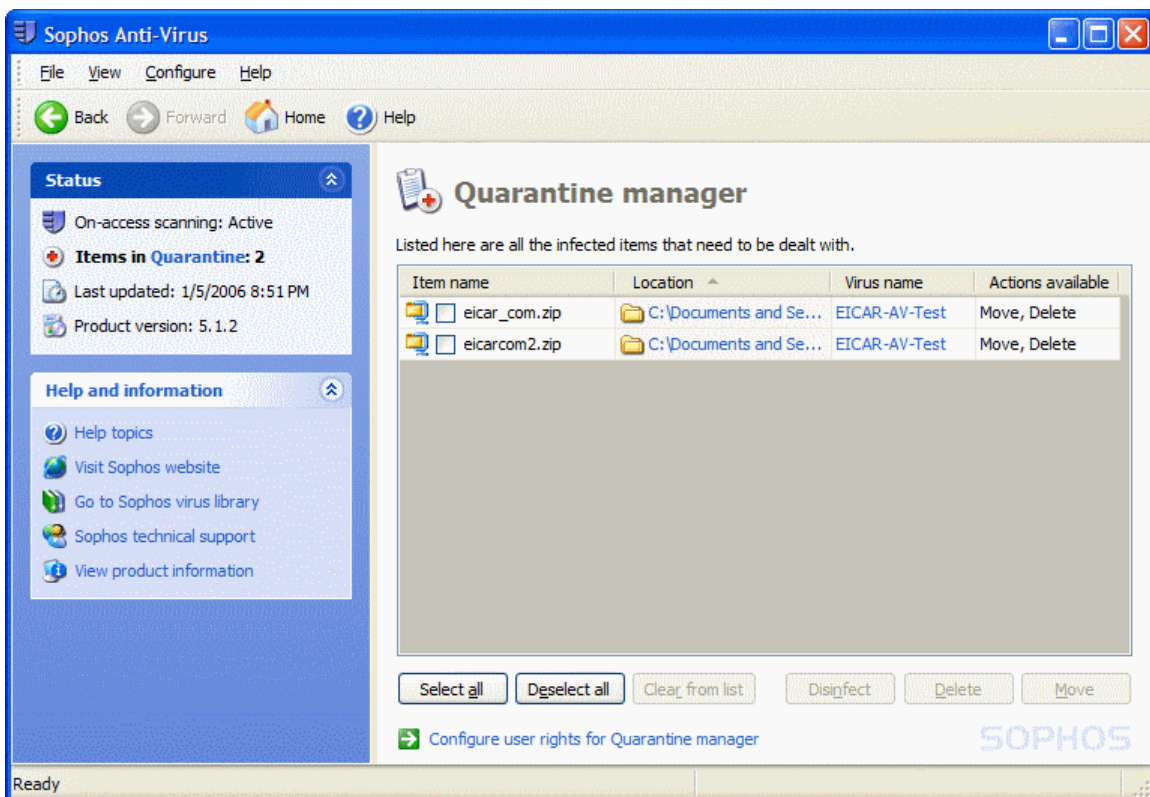 Sophos Anti-Virus
File View Configure Help
Back Forward Home Help
Status
On-access scanning: Active
Items in Quarantine: 2
Last updated: 1/5/2006 8:51 PM
Product version: 5.1.2
Help and information
Help topics
Visit Sophos website
Go to Sophos virus library
Sophos technical support
View product information
Quarantine manager
Listed here are all the infected items that need to be dealt with.
Item name Location Virus name Actions available
eicar_com.zip C:\Documents and Se... EICAR-AV-Test Move, Delete
eicarcom2.zip C:\Documents and Se... EICAR-AV-Test Move, Delete
Select all Deselect all Clear from list Disinfect Delete Move
Configure user rights for Quarantine manager
SOPHOS
Ready